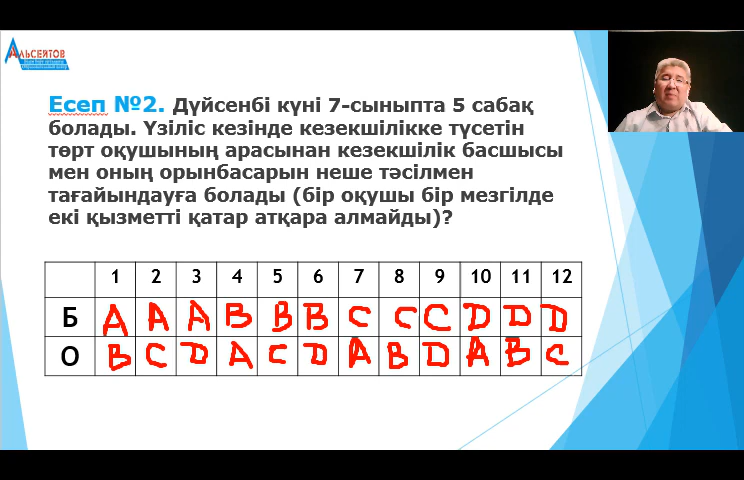 АЛЬСЕЙТОВ
Есеп №2. Дүйсенбі күні 7-сыныпта 5 сабақ
болады. Үзіліс кезінде кезекшілікке түсетін
төрт оқушының арасынан кезекшілік басшысы
мен оның орынбасарын неше тәсілмен
тағайындауға болады (бір оқушы бір мезгілде
екі қызметті қатар атқара алмайды)?
1 2 3 4 5 6 7 8 9 10 11 12
Б A A A B B B C C C D D D
О B C D A C D A B D A B C